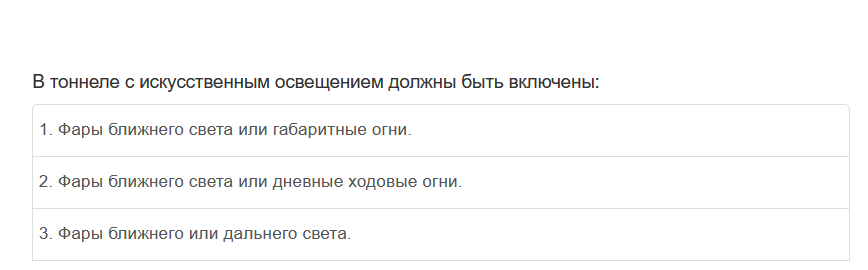 В тоннеле с искусственным освещением должны быть включены:
1. Фары ближнего света или габаритные огни.
2. Фары ближнего света или дневные ходовые огни.
3. Фары ближнего или дальнего света.